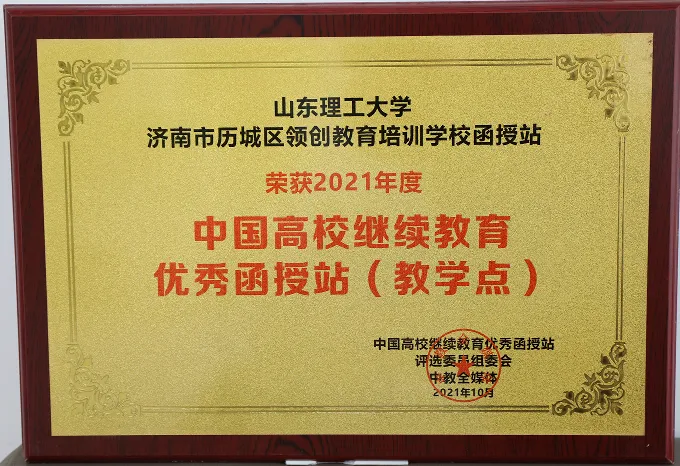 山东理工大学
济南市历城区领创教育培训学校函授站
荣获2021年度
中国高校继续教育
优秀函授站（教学点）
中国高校继续教育优秀函授站
评选委员组委会
中教全媒体
2021年10月